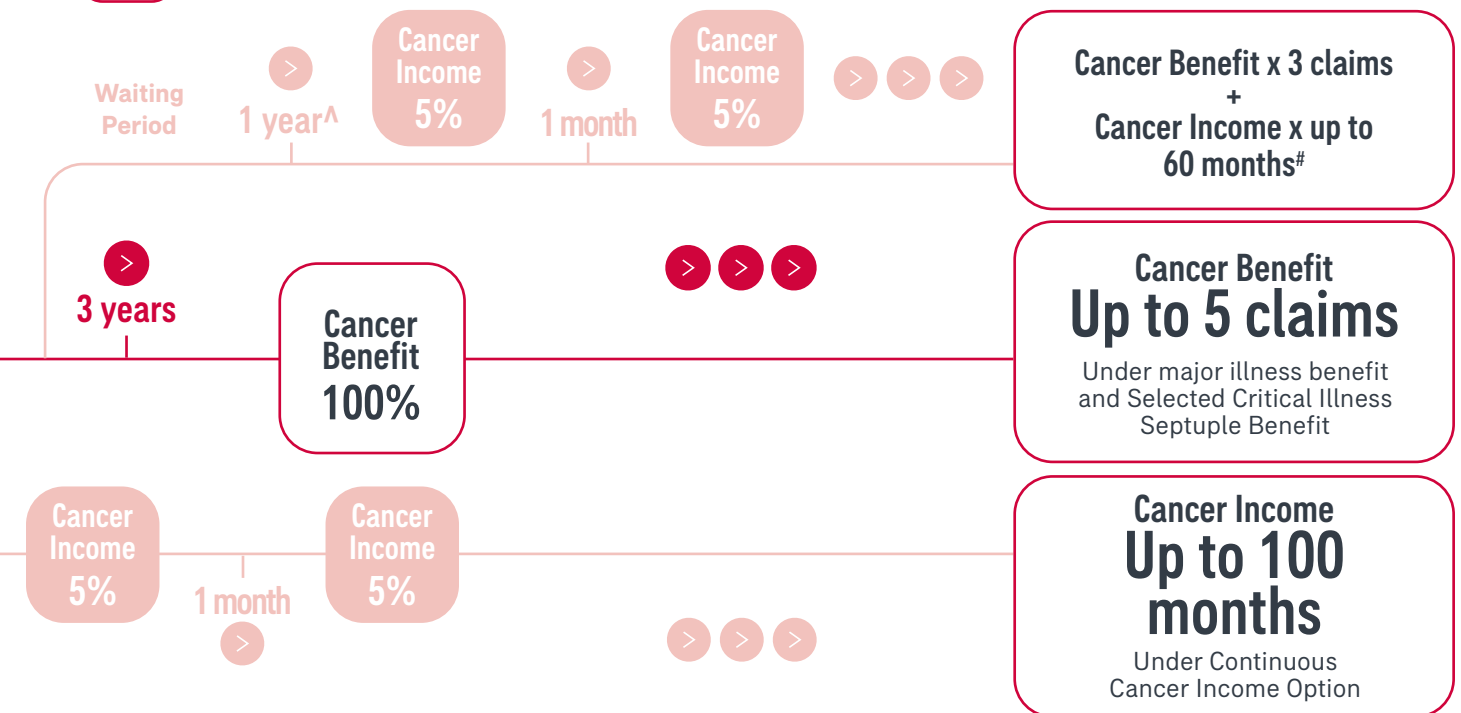 Waiting
Period
1 year^
Cancer
Income
5%
1 month
Cancer
Income
5%
Cancer Benefit x 3 claims
+
Cancer Income x up to
60 months#
3 years
Cancer
Benefit
100%
Cancer Benefit
Up to 5 claims
Under major illness benefit
and Selected Critical Illness
Septuple Benefit
Cancer
Income
5%
1 month
Cancer
Income
5%
Cancer Income
Up to 100
months
Under Continuous
Cancer Income Option